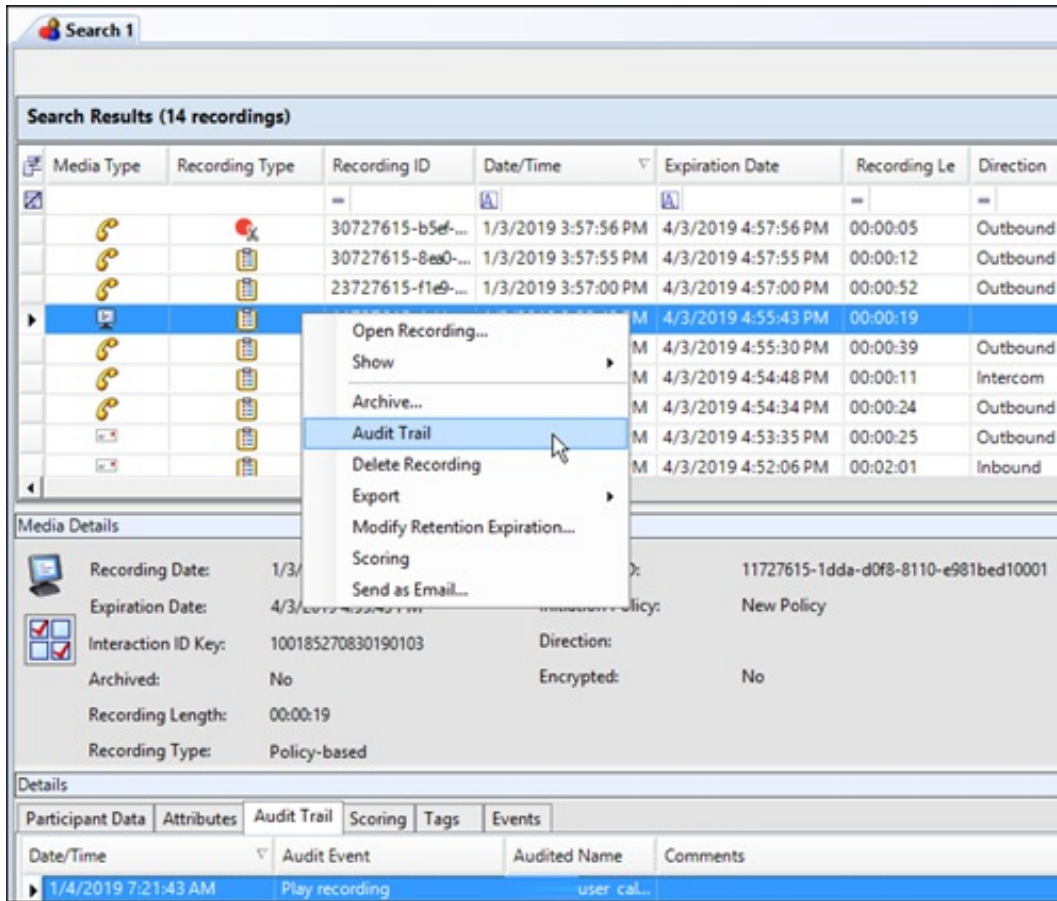 Search 1
Search Results (14 recordings)
Media Type Recording Type Recording ID Date/Time Expiration Date Recording Le Direction
= A A = =
30727615-b5ef-... 1/3/2019 3:57:56 PM 4/3/2019 4:57:56 PM 00:00:05 Outbound
30727615-8ea0-... 1/3/2019 3:57:55 PM 4/3/2019 4:57:55 PM 00:00:12 Outbound
23727615-f1e9-... 1/3/2019 3:57:00 PM 4/3/2019 4:57:00 PM 00:00:52 Outbound
M 4/3/2019 4:55:43 PM 00:00:19
M 4/3/2019 4:55:30 PM 00:00:39 Outbound
M 4/3/2019 4:54:48 PM 00:00:11 Intercom
M 4/3/2019 4:54:34 PM 00:00:24 Outbound
M 4/3/2019 4:53:35 PM 00:00:25 Outbound
M 4/3/2019 4:52:06 PM 00:02:01 Inbound
Open Recording...
Show
Archive...
Audit Trail
Delete Recording
Export
Modify Retention Expiration...
Scoring
Send as Email...
Media Details
Recording Date: 1/3/ 11727615-1dda-d0f8-8110-e981bed10001
Expiration Date: New Policy
Interaction ID Key: 100185270830190103 Direction:
Archived: No Encrypted: No
Recording Length: 00:00:19
Recording Type: Policy-based
Details
Participant Data Attributes Audit Trail Scoring Tags Events
Date/Time Audit Event Audited Name Comments
1/4/2019 7:21:43 AM Play recording user cal...